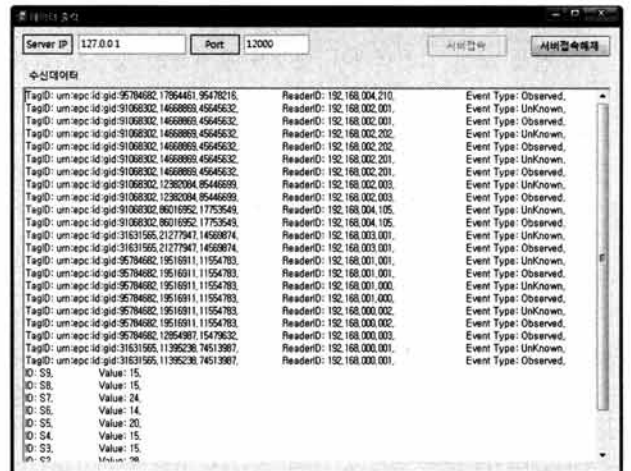 데이터 출력
Server IP 127.0.0.1 Port 12000 서버접속 서버접속해제
수신데이터
TagID: urn:epc:id:gid:95784682,17864461,95478216, ReaderID: 192,168,004,210, Event Type: Observed,
TagID: urn:epc:id:gid:91068302,14668869,45645632, ReaderID: 192,168,002,001, Event Type: UnKnown,
TagID: urn:epc:id:gid:91068302,14668869,45645632, ReaderID: 192,168,002,001, Event Type: Observed,
TagID: urn:epc:id:gid:91068302,14668869,45645632, ReaderID: 192,168,002,202, Event Type: UnKnown,
TagID: urn:epc:id:gid:91068302,14668869,45645632, ReaderID: 192,168,002,202, Event Type: Observed,
TagID: urn:epc:id:gid:91068302,14668869,45645632, ReaderID: 192,168,002,201, Event Type: UnKnown,
TagID: urn:epc:id:gid:91068302,14668869,45645632, ReaderID: 192,168,002,201, Event Type: Observed,
TagID: urn:epc:id:gid:91068302,12382084,85446699, ReaderID: 192,168,002,003, Event Type: UnKnown,
TagID: urn:epc:id:gid:91068302,12382084,85446699, ReaderID: 192,168,002,003, Event Type: Observed,
TagID: urn:epc:id:gid:91068302,86016952,17753549, ReaderID: 192,168,004,105, Event Type: UnKnown,
TagID: urn:epc:id:gid:91068302,86016952,17753549, ReaderID: 192,168,004,105, Event Type: Observed,
TagID: urn:epc:id:gid:31631565,21277947,14569874, ReaderID: 192,168,003,001, Event Type: UnKnown,
TagID: urn:epc:id:gid:31631565,21277947,14569874, ReaderID: 192,168,003,001, Event Type: Observed,
TagID: urn:epc:id:gid:95784682,19516911,11554783, ReaderID: 192,168,001,001, Event Type: UnKnown,
TagID: urn:epc:id:gid:95784682,19516911,11554783, ReaderID: 192,168,001,001, Event Type: Observed,
TagID: urn:epc:id:gid:95784682,19516911,11554783, ReaderID: 192,168,001,000, Event Type: UnKnown,
TagID: urn:epc:id:gid:95784682,19516911,11554783, ReaderID: 192,168,001,000, Event Type: Observed,
TagID: urn:epc:id:gid:95784682,19516911,11554783, ReaderID: 192,168,000,002, Event Type: UnKnown,
TagID: urn:epc:id:gid:95784682,19516911,11554783, ReaderID: 192,168,000,002, Event Type: Observed,
TagID: urn:epc:id:gid:95784682,12854987,15479632, ReaderID: 192,168,000,003, Event Type: Observed,
TagID: urn:epc:id:gid:31631565,11395238,74513987, ReaderID: 192,168,000,001, Event Type: UnKnown,
TagID: urn:epc:id:gid:31631565,11395238,74513987, ReaderID: 192,168,000,001, Event Type: Observed,
ID: S9, Value: 15,
ID: S8, Value: 15,
ID: S7, Value: 24,
ID: S6, Value: 14,
ID: S5, Value: 20,
ID: S4, Value: 15,
ID: S3, Value: 15,